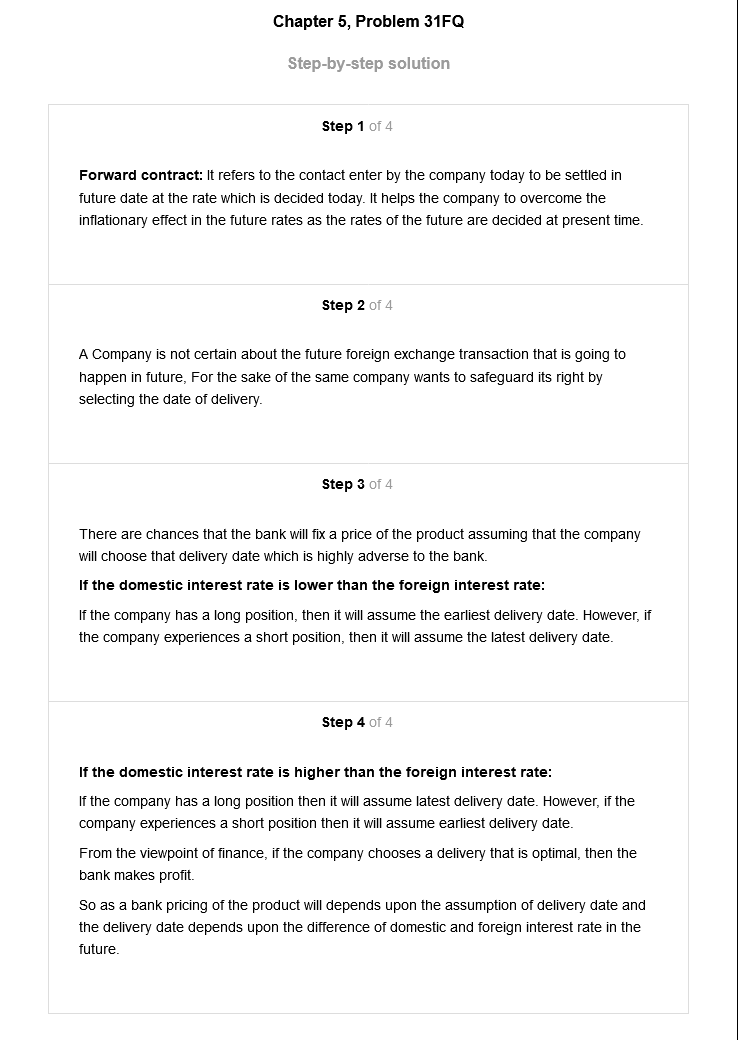 Chapter 5, Problem 31FQ
Step-by-step solution
Step 1 of 4
Forward contract: It refers to the contact enter by the company today to be settled in
future date at the rate which is decided today. It helps the company to overcome the
inflationary effect in the future rates as the rates of the future are decided at present time.
Step 2 of 4
A Company is not certain about the future foreign exchange transaction that is going to
happen in future, For the sake of the same company wants to safeguard its right by
selecting the date of delivery.
Step 3 of 4
There are chances that the bank will fix a price of the product assuming that the company
will choose that delivery date which is highly adverse to the bank.
If the domestic interest rate is lower than the foreign interest rate:
If the company has a long position, then it will assume the earliest delivery date. However, if
the company experiences a short position, then it will assume the latest delivery date.
Step 4 of 4
If the domestic interest rate is higher than the foreign interest rate:
If the company has a long position then it will assume latest delivery date. However, if the
company experiences a short position then it will assume earliest delivery date.
From the viewpoint of finance, if the company chooses a delivery that is optimal, then the
bank makes profit.
So as a bank pricing of the product will depends upon the assumption of delivery date and
the delivery date depends upon the difference of domestic and foreign interest rate in the
future.